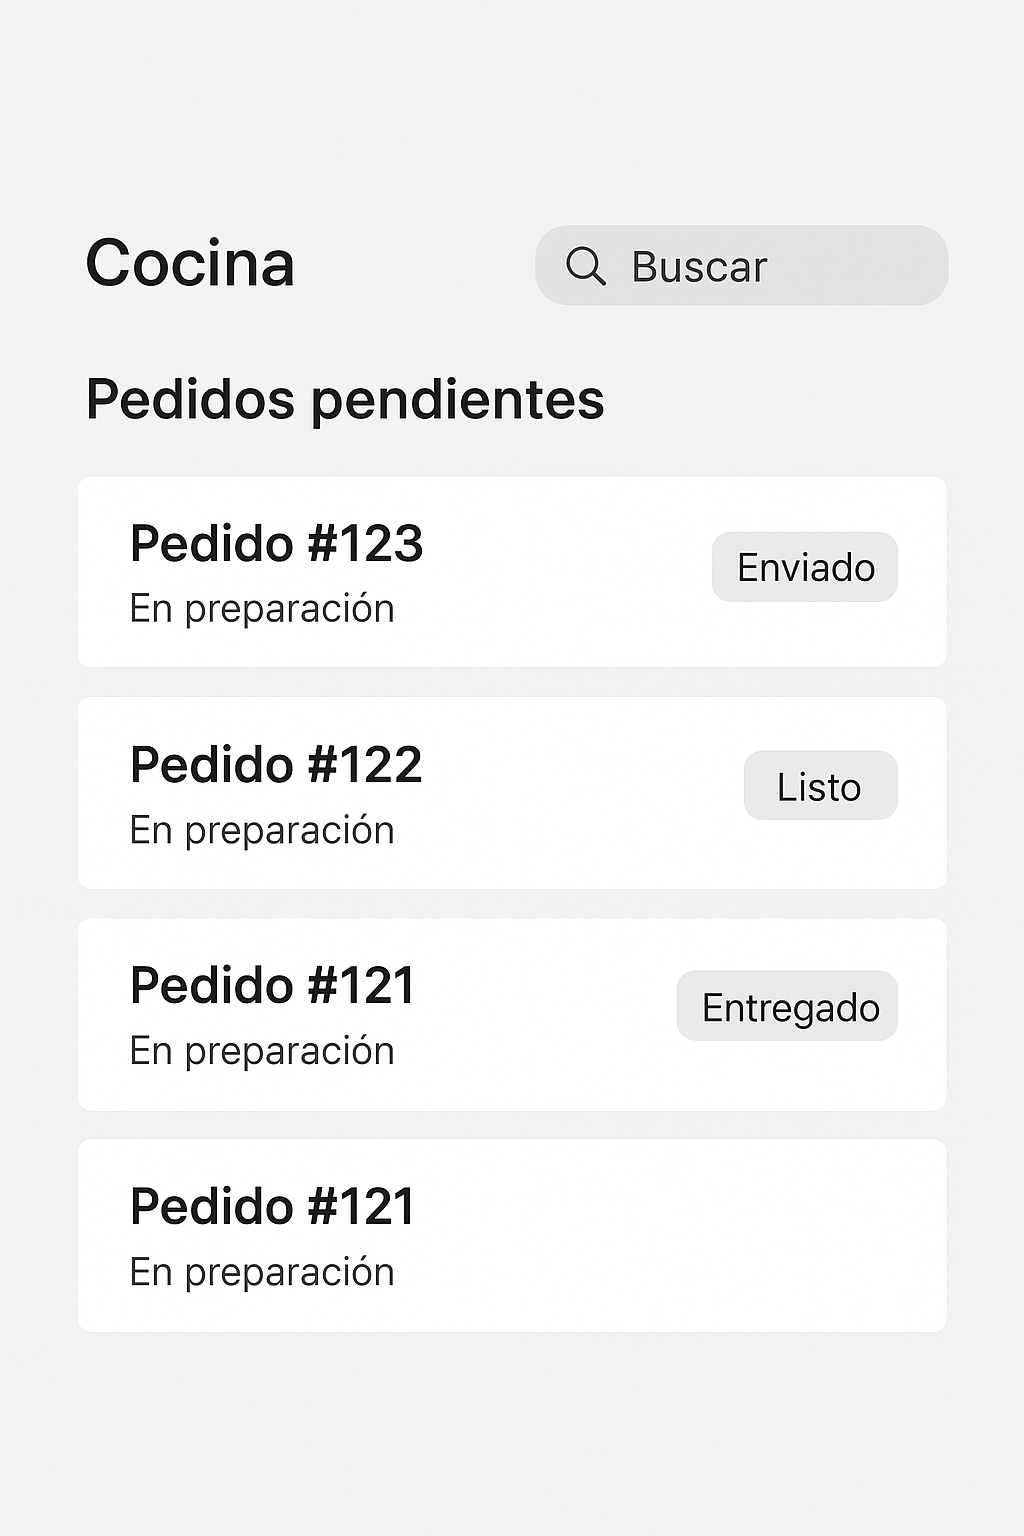 Cocina
Buscar
Pedidos pendientes
Pedido #123
En preparación
Enviado
Pedido #122
En preparación
Listo
Pedido #121
En preparación
Entregado
Pedido #121
En preparación